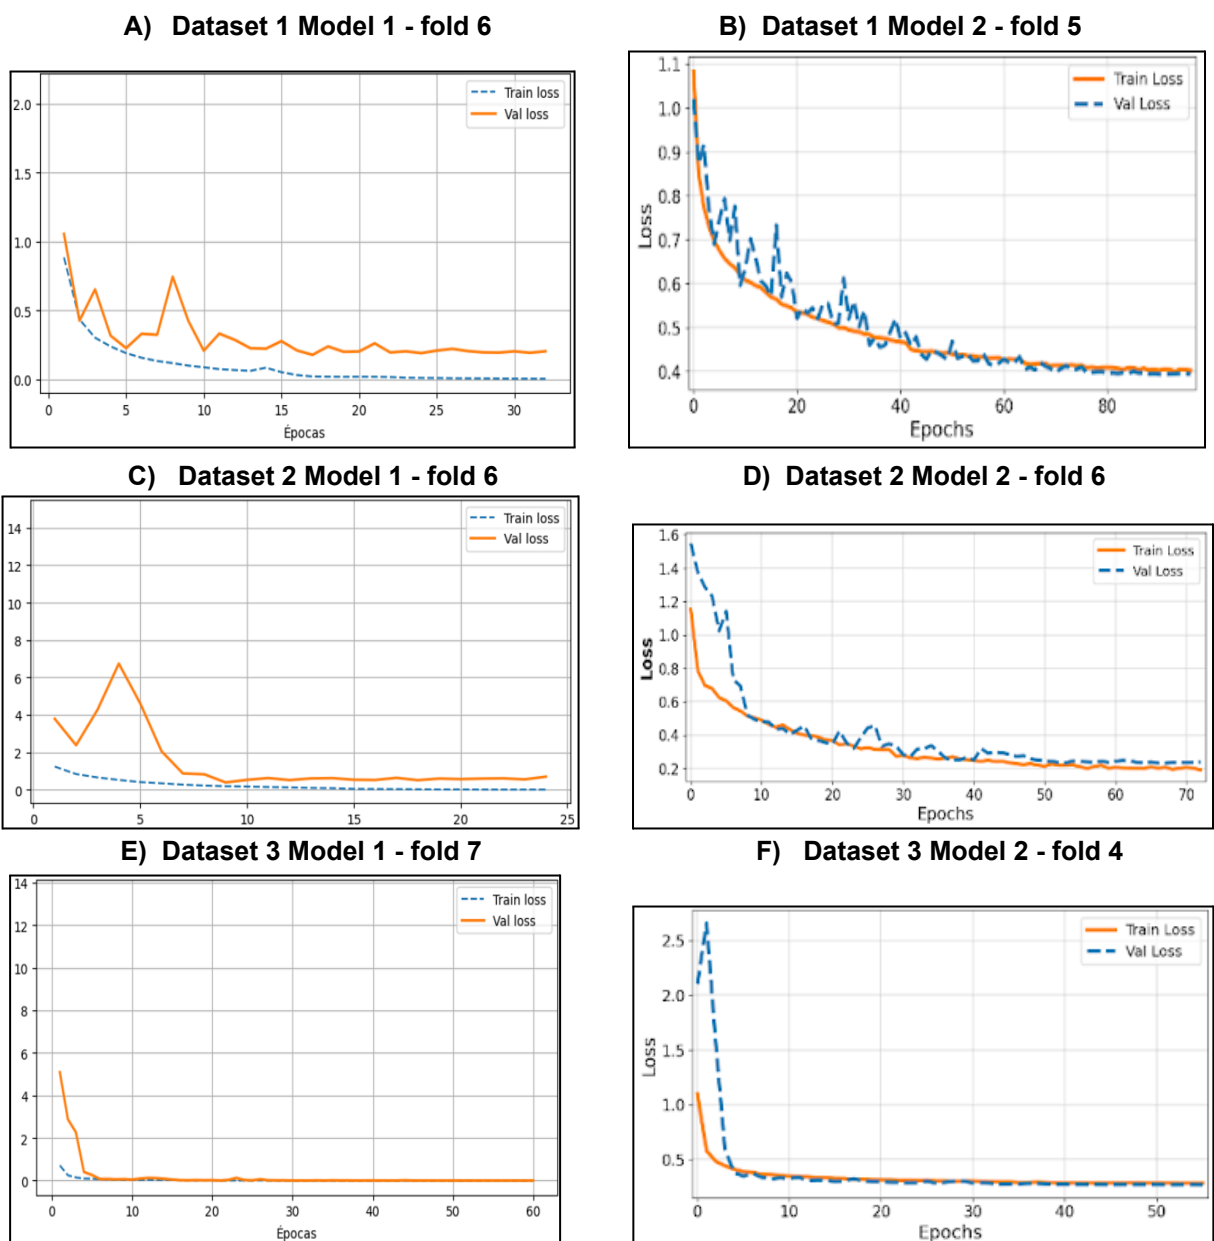 A) Dataset 1 Model 1 - fold 6
2.0
1.5
1.0
0.5
0.0
0 5 10 15 20 25 30
Épocas
Train loss
Val loss
B) Dataset 1 Model 2 - fold 5
1.1
1.0
0.9
0.8
0.7
0.6
0.5
0.4
Loss
0 20 40 60 80
Epochs
Train Loss
Val Loss
C) Dataset 2 Model 1 - fold 6
14
12
10
8
6
4
2
0
0 5 10 15 20 25
Train loss
Val loss
D) Dataset 2 Model 2 - fold 6
1.6
1.4
1.2
1.0
0.8
0.6
0.4
0.2
Loss
0 10 20 30 40 50 60 70
Epochs
Train Loss
Val Loss
E) Dataset 3 Model 1 - fold 7
14
12
10
8
6
4
2
0
0 10 20 30 40 50 60
Épocas
Train loss
Val loss
F) Dataset 3 Model 2 - fold 4
2.5
2.0
1.5
1.0
0.5
Loss
0 10 20 30 40 50
Epochs
Train Loss
Val Loss